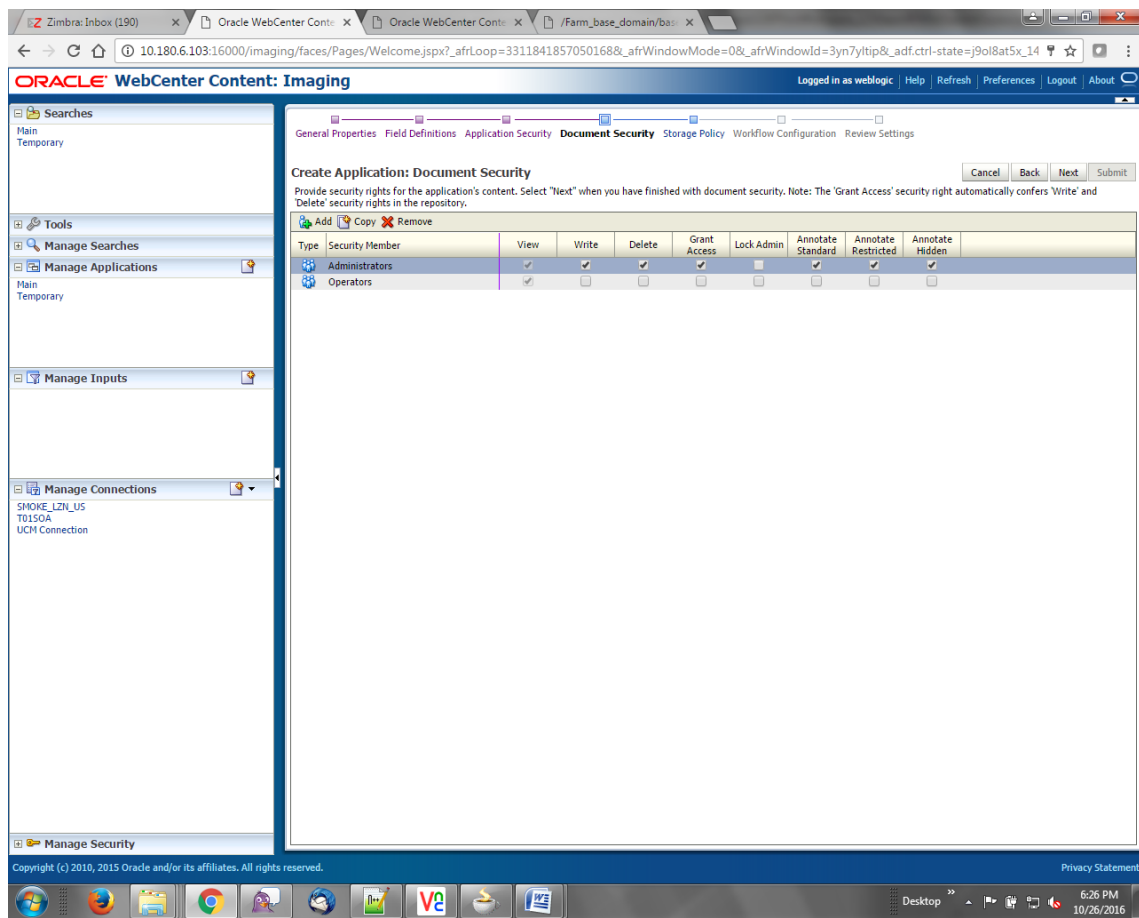 Zimbra: Inbox (190)
Oracle WebCenter Conte
Oracle WebCenter Conte
/Farm_base_domain/bas
10.180.6.103:16000/imaging/faces/Pages/Welcome.jspx?_afrLoop=3311841857050168&_afrWindowMode=0&_afrWindowId=3yn7yltip&_adf.ctrl-state=j9ol8at5x_14
ORACLE WebCenter Content: Imaging
Logged in as weblogic Help Refresh Preferences Logout About
Searches
Main
Temporary
Tools
Manage Searches
Manage Applications
Main
Temporary
Manage Inputs
Manage Connections
SMOKE_LZN_US
T01SOA
UCM Connection
Manage Security
General Properties Field Definitions Application Security Document Security Storage Policy Workflow Configuration Review Settings
Create Application: Document Security
Cancel Back Next Submit
Provide security rights for the application's content. Select "Next" when you have finished with document security. Note: The 'Grant Access' security right automatically confers 'Write' and
'Delete' security rights in the repository.
Add Copy Remove
Type Security Member View Write Delete Grant Access Lock Admin Annotate Standard Annotate Restricted Annotate Hidden
Administrators
Operators
Copyright (c) 2010, 2015 Oracle and/or its affiliates. All rights reserved.
Privacy Statement
Desktop
6:26 PM
10/26/2016